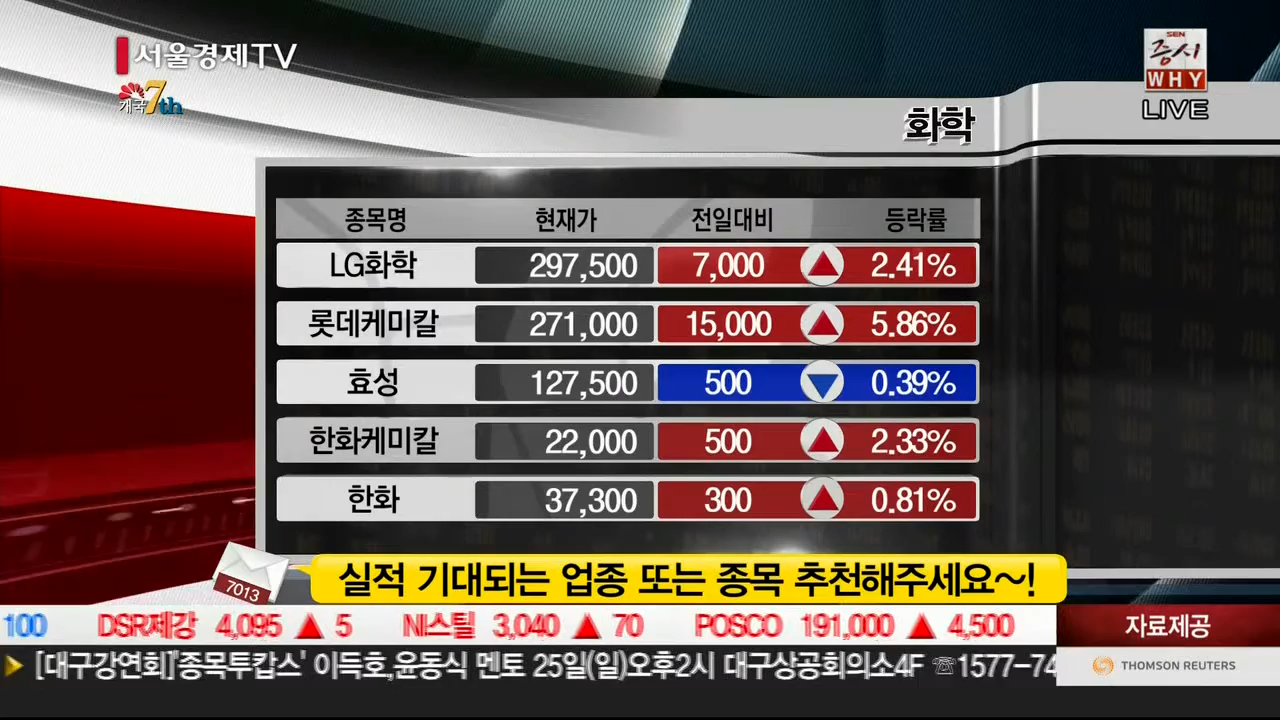 서울경제TV
개국 7th
SEN
증시
WHY
LIVE
화학
종목명 현재가 전일대비 등락률
LG화학 297,500 7,000 ▲ 2.41%
롯데케미칼 271,000 15,000 ▲ 5.86%
효성 127,500 500 ▼ 0.39%
한화케미칼 22,000 500 ▲ 2.33%
한화 37,300 300 ▲ 0.81%
7013
실적 기대되는 업종 또는 종목 추천해주세요~!
100 DSR제강 4,095 ▲ 5 NI스틸 3,040 ▲ 70 POSCO 191,000 ▲ 4,500
자료제공
[대구강연회]'종목투캅스' 이득호,윤동식 멘토 25일(일)오후2시 대구상공회의소4F ☏1577-74
THOMSON REUTERS